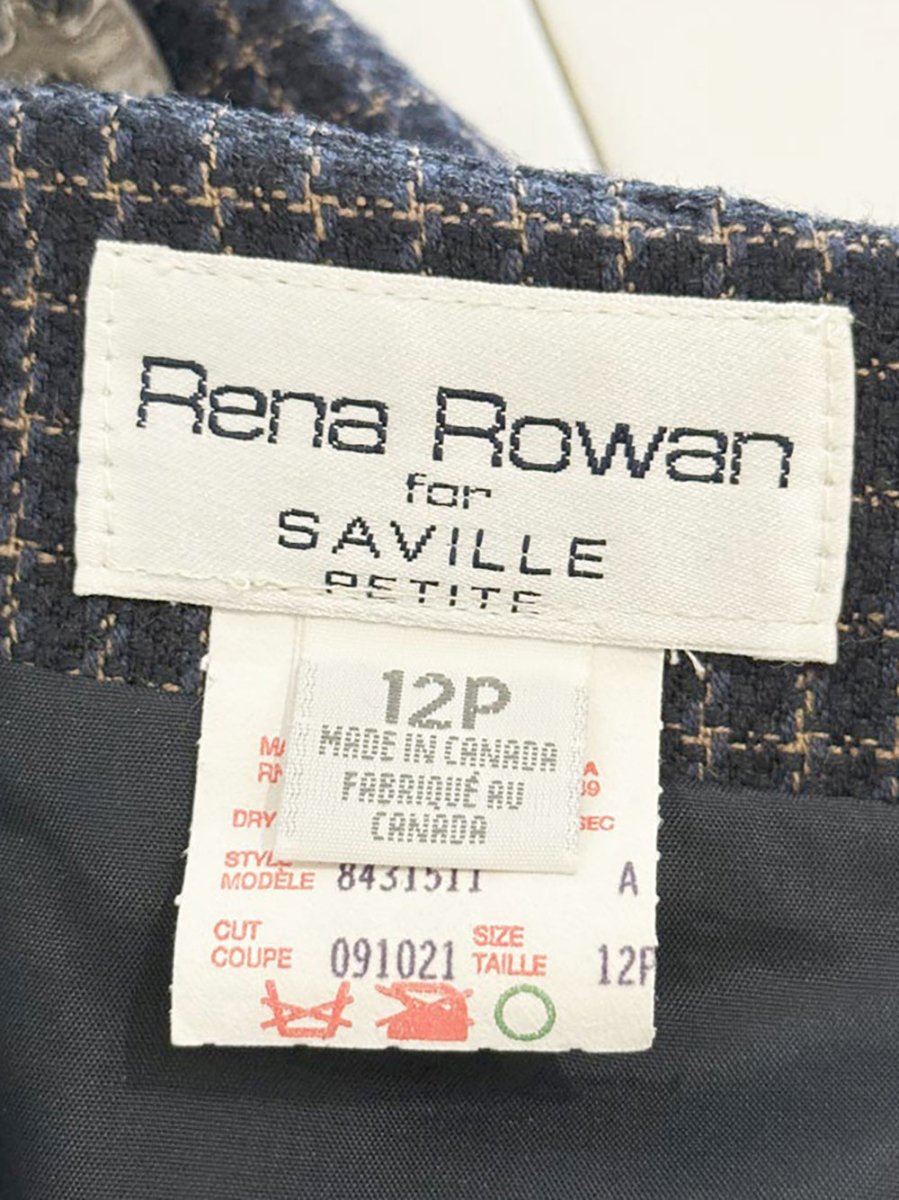 Rena Rowan
for
SAVILLE
PETITE
12P
MADE IN CANADA
FABRIQUÉ AU
CANADA
DRY
SEC
STYLE
MODÈLE 8431511 A
CUT SIZE
COUPE 091021 TAILLE 12P